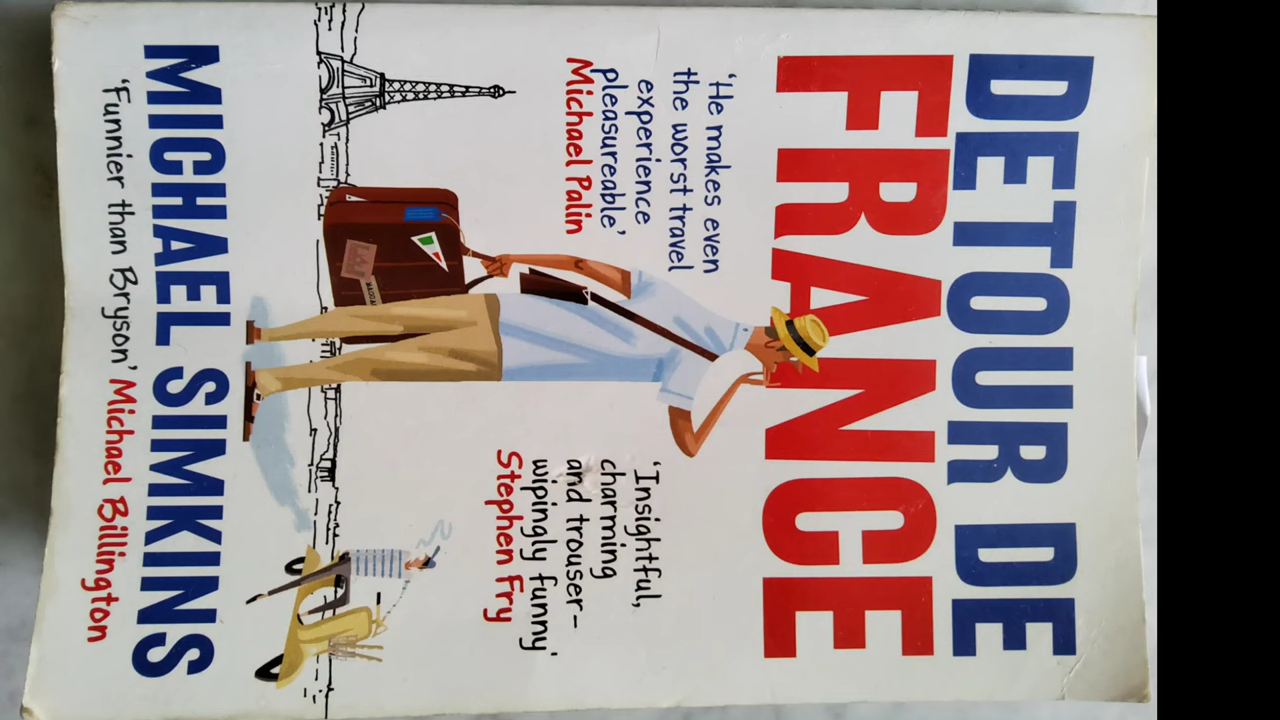 DETOUR DE
FRANCE
'He makes even
the worst travel
experience
pleasureable'
Michael Palin
'Insightful,
charming
and trouser-
wipingly funny'
Stephen Fry
MICHAEL SIMKINS
'Funnier than Bryson' Michael Billington